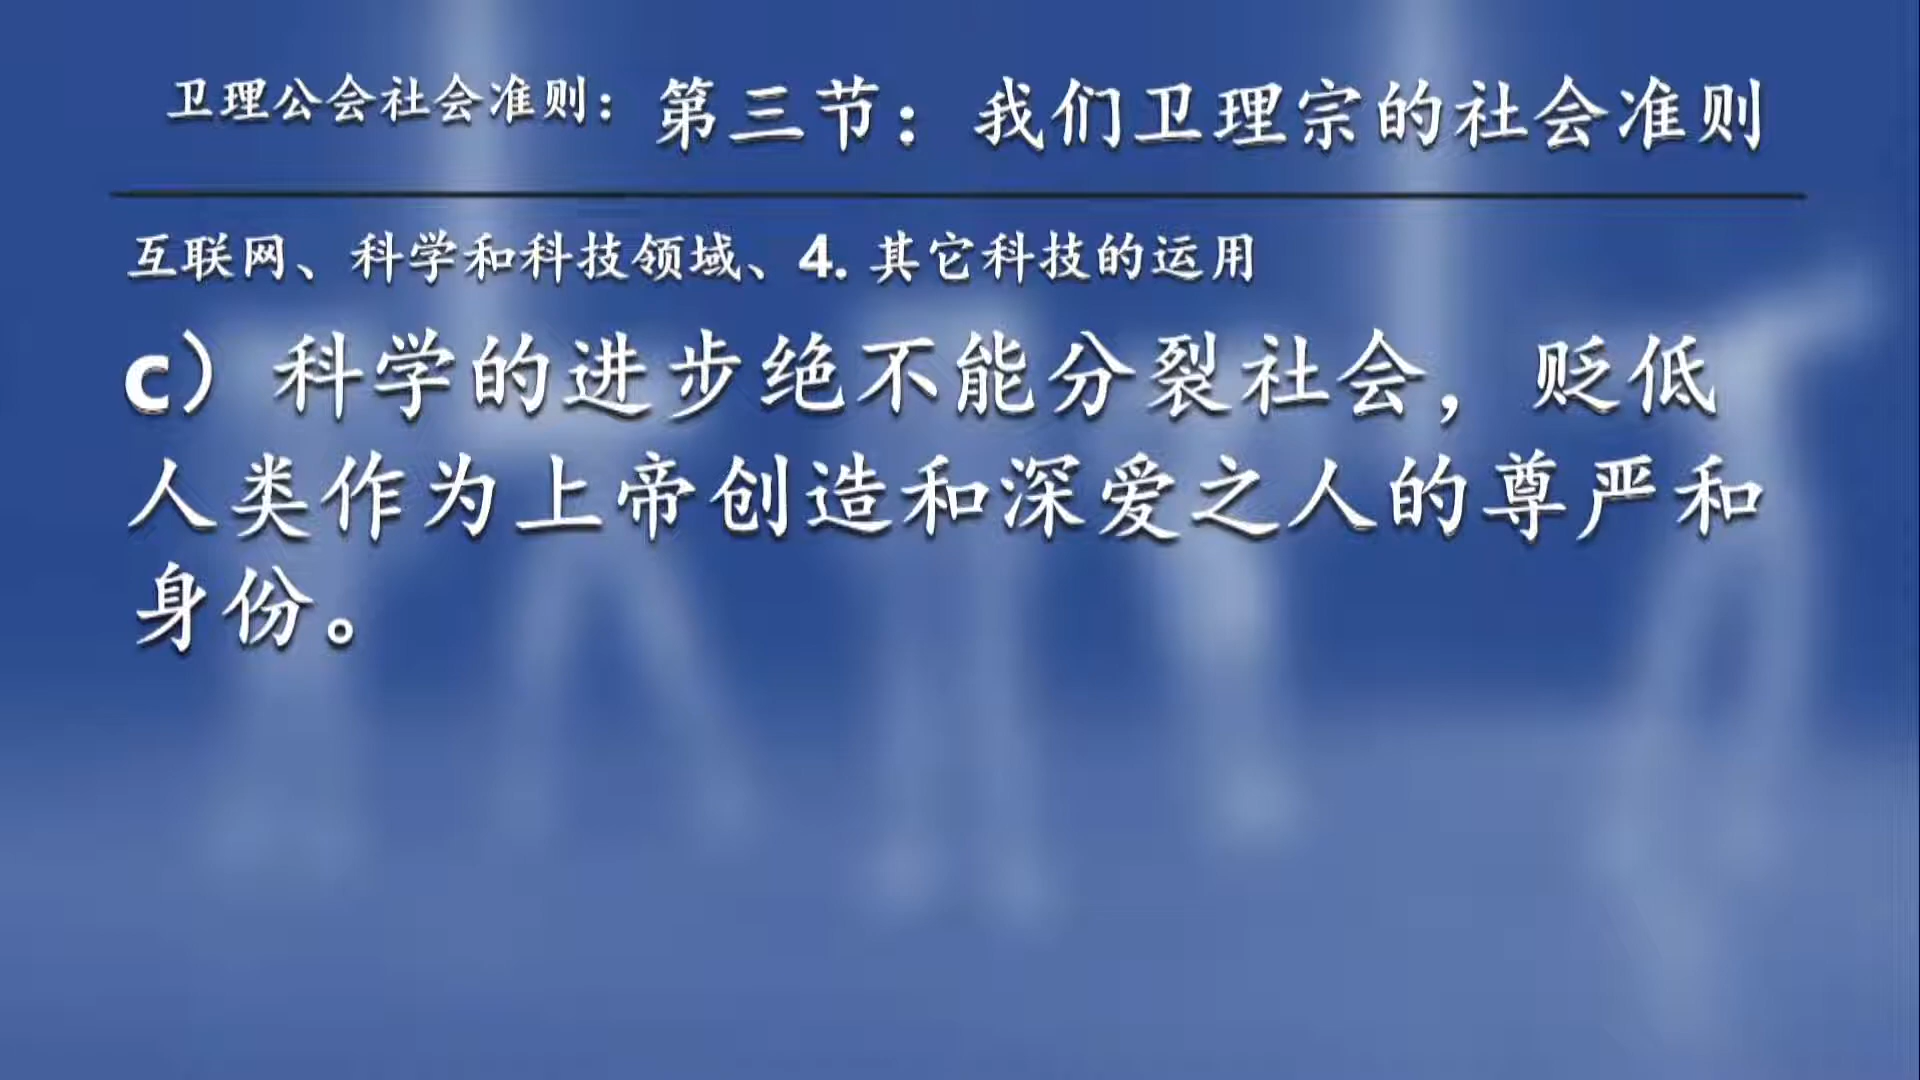 卫理公会社会准则：第三节：我们卫理宗的社会准则
互联网、科学和科技领域、4. 其它科技的运用
c）科学的进步绝不能分裂社会，贬低
人类作为上帝创造和深爱之人的尊严和
身份。